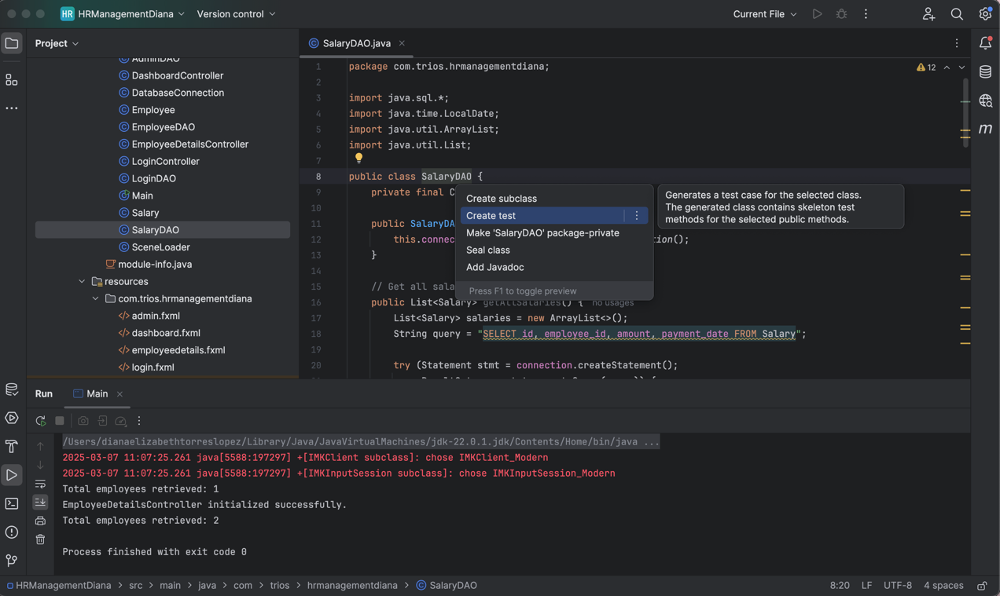 HR HRManagementDiana Version control Current File
Project
SalaryDAO.java
AdminDAO
DashboardController
DatabaseConnection
Employee
EmployeeDAO
EmployeeDetailsController
LoginController
LoginDAO
Main
Salary
SalaryDAO
SceneLoader
module-info.java
resources
com.trios.hrmanagementdiana
admin.fxml
dashboard.fxml
employeedetails.fxml
login.fxml
12
1 package com.trios.hrmanagementdiana;
2
3 import java.sql.*;
4 import java.time.LocalDate;
5 import java.util.ArrayList;
6 import java.util.List;
7
8 public class SalaryDAO {
9 private final C
10
11 public SalaryDA
12 this.connec ion();
13 }
14
15 // Get all sala
16 public List<Salary> getAllSalaries() { no usages
17 List<Salary> salaries = new ArrayList<>();
18 String query = "SELECT id, employee_id, amount, payment_date FROM Salary";
19
20 try (Statement stmt = connection.createStatement();
Create subclass
Create test
Make 'SalaryDAO' package-private
Seal class
Add Javadoc
Press F1 to toggle preview
Generates a test case for the selected class.
The generated class contains skeleton test
methods for the selected public methods.
Run Main
/Users/dianaelizabethtorreslopez/Library/Java/JavaVirtualMachines/jdk-22.0.1.jdk/Contents/Home/bin/java ...
2025-03-07 11:07:25.261 java[5588:197297] +[IMKClient subclass]: chose IMKClient_Modern
2025-03-07 11:07:25.261 java[5588:197297] +[IMKInputSession subclass]: chose IMKInputSession_Modern
Total employees retrieved: 1
EmployeeDetailsController initialized successfully.
Total employees retrieved: 2
Process finished with exit code 0
HRManagementDiana > src > main > java > com > trios > hrmanagementdiana > SalaryDAO 8:20 LF UTF-8 4 spaces